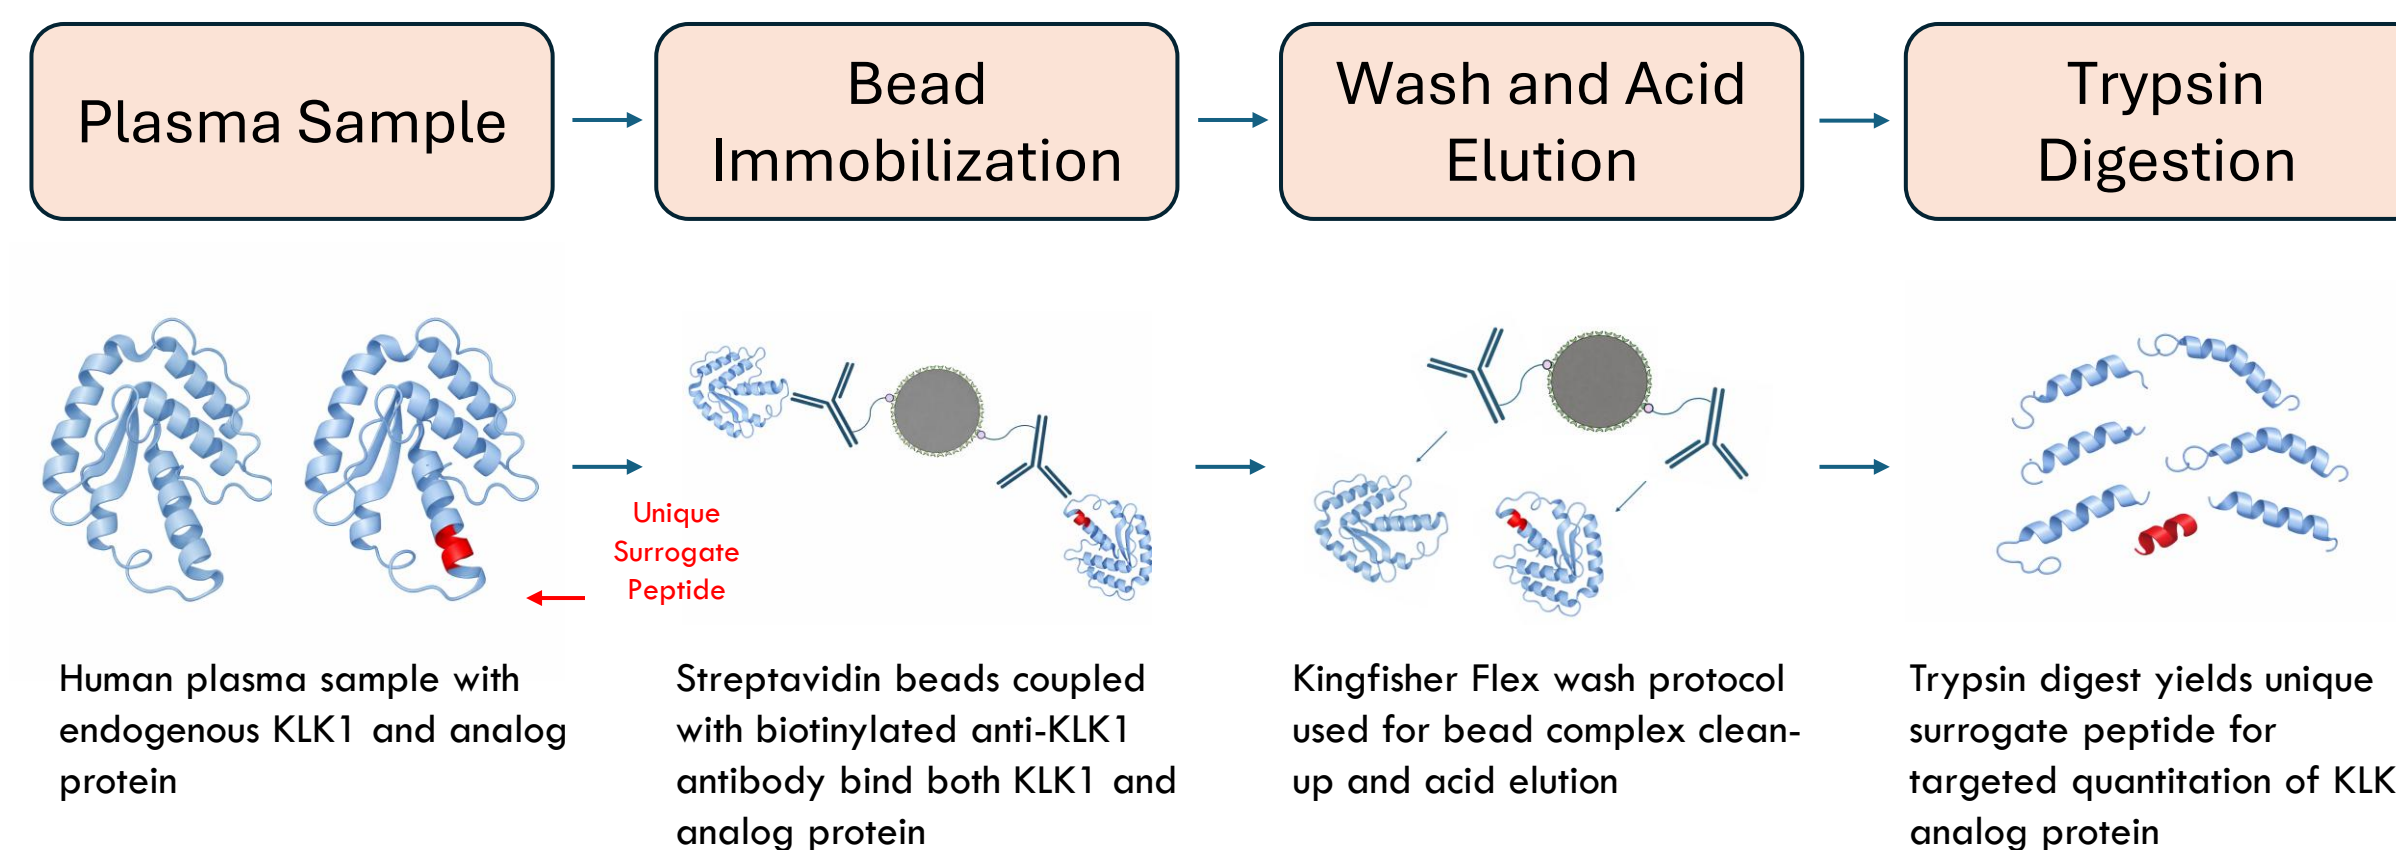 Plasma Sample
Bead
Immobilization
Wash and Acid
Elution
Trypsin
Digestion
Unique
Surrogate
Peptide
Human plasma sample with
endogenous KLK1 and analog
protein
Streptavidin beads coupled
with biotinylated anti-KLK1
antibody bind both KLK1 and
analog protein
Kingfisher Flex wash protocol
used for bead complex clean-
up and acid elution
Trypsin digest yields unique
surrogate peptide for
targeted quantitation of KLK
analog protein